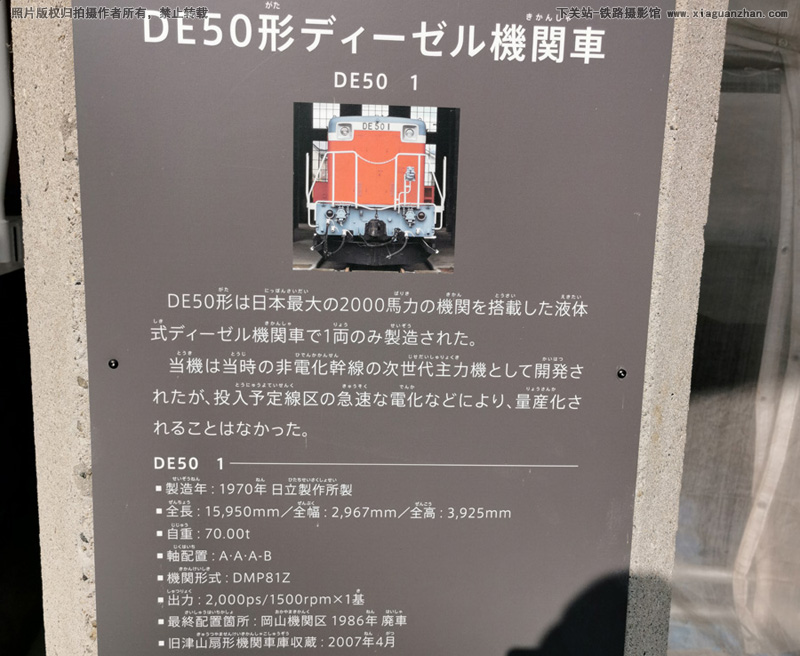 照片版权归拍摄作者所有，禁止转载
下关站-铁路摄影馆 www.xiaguanzhan.com
DE50形ディーゼル機関車
DE50 1
DE50 1
DE50形は日本最大の2000馬力の機関を搭載した液体
式ディーゼル機関車で1両のみ製造された。
当機は当時の非電化幹線の次世代主力機として開発さ
れたが、投入予定線区の急速な電化などにより、量産化さ
れることはなかった。
DE50 1
■製造年：1970年 日立製作所製
■全長：15,950mm／全幅：2,967mm／全高：3,925mm
■自重：70.00t
■軸配置：A・A・A-B
■機関形式：DMP81Z
■出力：2,000ps/1500rpm×1基
■最終配置箇所：岡山機関区 1986年 廃車
■旧津山扇形機関車庫収蔵：2007年4月